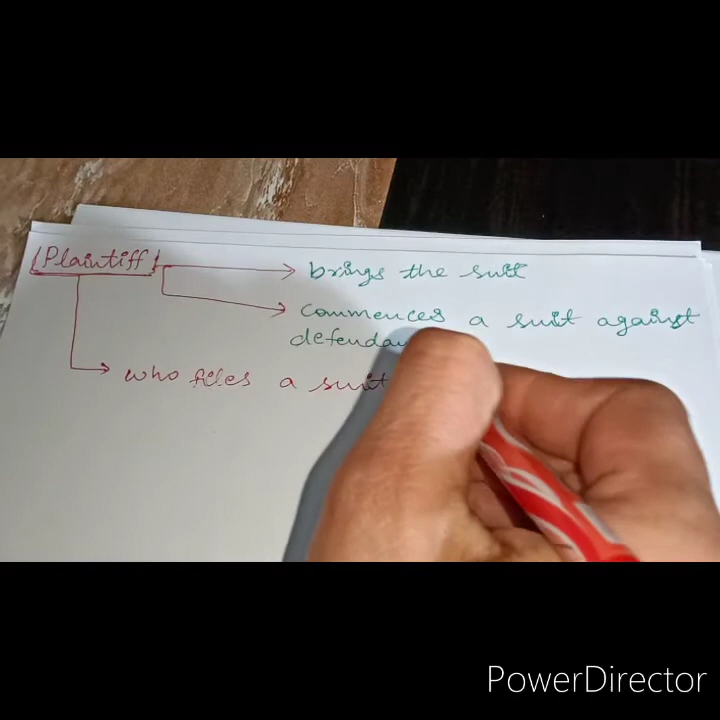 {Plaintiff}
brings the suit
commences a suit against
who files a suit
PowerDirector